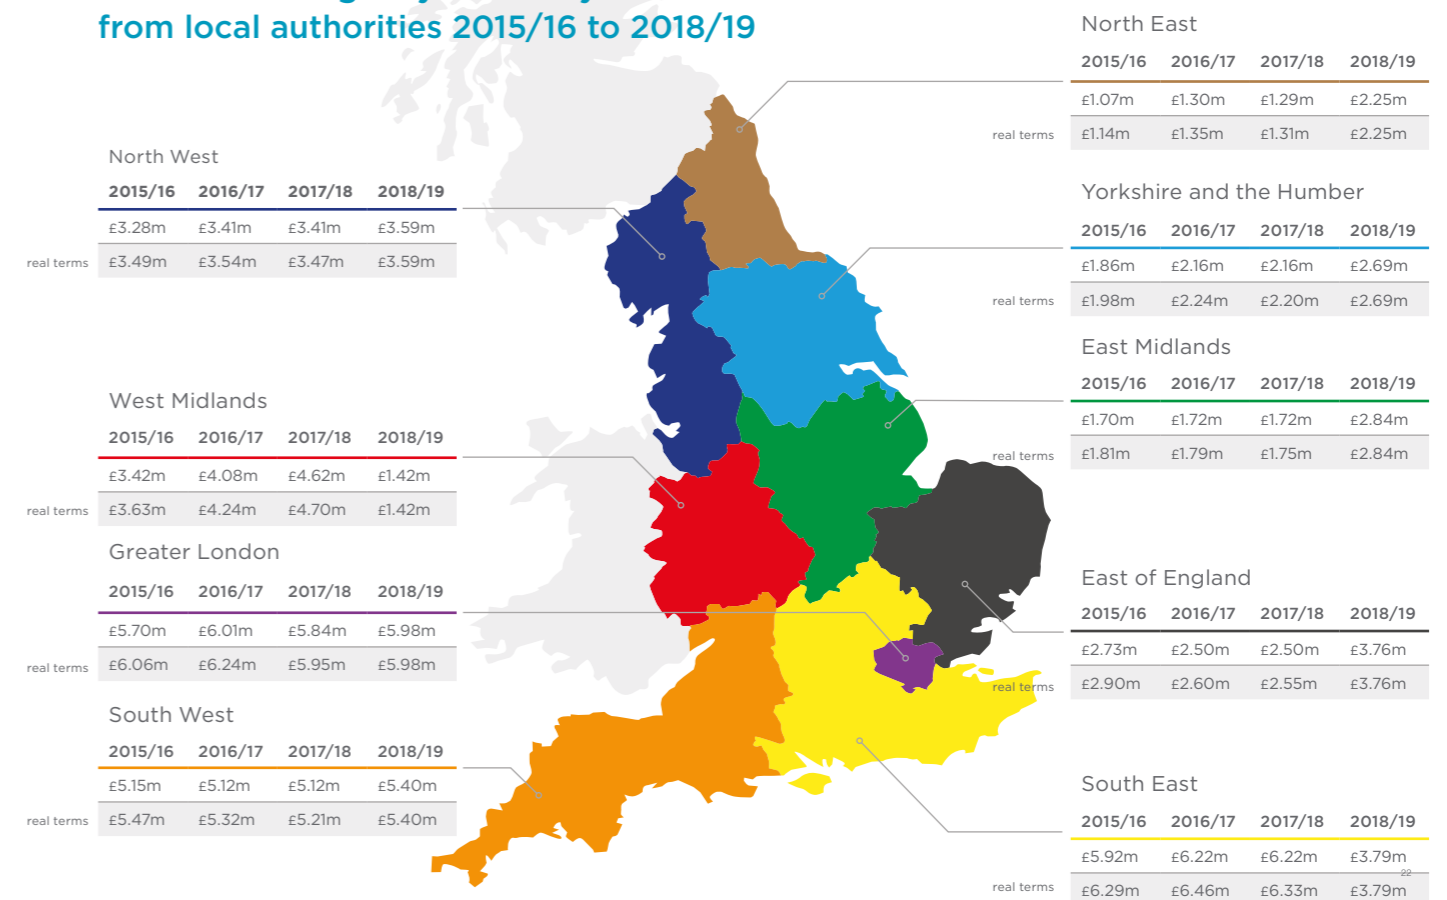 from local authorities 2015/16 to 2018/19
North West
2015/16 2016/17 2017/18 2018/19
£3.28m £3.41m £3.41m £3.59m
real terms £3.49m £3.54m £3.47m £3.59m
West Midlands
2015/16 2016/17 2017/18 2018/19
£3.42m £4.08m £4.62m £1.42m
real terms £3.63m £4.24m £4.70m £1.42m
Greater London
2015/16 2016/17 2017/18 2018/19
£5.70m £6.01m £5.84m £5.98m
real terms £6.06m £6.24m £5.95m £5.98m
South West
2015/16 2016/17 2017/18 2018/19
£5.15m £5.12m £5.12m £5.40m
real terms £5.47m £5.32m £5.21m £5.40m
North East
2015/16 2016/17 2017/18 2018/19
£1.07m £1.30m £1.29m £2.25m
real terms £1.14m £1.35m £1.31m £2.25m
Yorkshire and the Humber
2015/16 2016/17 2017/18 2018/19
£1.86m £2.16m £2.16m £2.69m
real terms £1.98m £2.24m £2.20m £2.69m
East Midlands
2015/16 2016/17 2017/18 2018/19
£1.70m £1.72m £1.72m £2.84m
real terms £1.81m £1.79m £1.75m £2.84m
East of England
2015/16 2016/17 2017/18 2018/19
£2.73m £2.50m £2.50m £3.76m
real terms £2.90m £2.60m £2.55m £3.76m
South East
2015/16 2016/17 2017/18 2018/19
£5.92m £6.22m £6.22m £3.79m
22
real terms £6.29m £6.46m £6.33m £3.79m